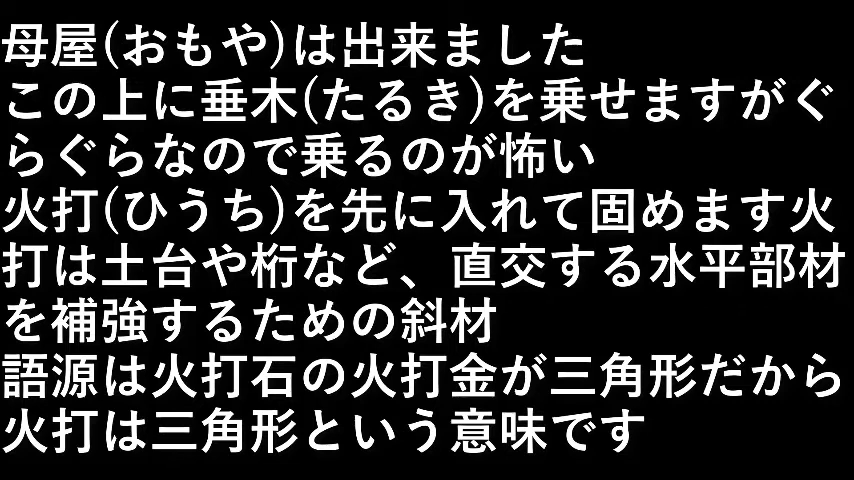 母屋(おもや)は出来ました
この上に垂木(たるき)を乗せますがぐ
らぐらなので乗るのが怖い
火打(ひうち)を先に入れて固めます火
打は土台や桁など、直交する水平部材
を補強するための斜材
語源は火打石の火打金が三角形だから
火打は三角形という意味です